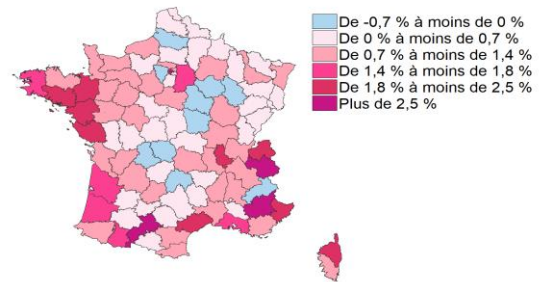 De -0,7 % à moins de 0 %
De 0 % à moins de 0,7 %
De 0,7 % à moins de 1,4 %
De 1,4 % à moins de 1,8 %
De 1,8 % à moins de 2,5 %
Plus de 2,5 %